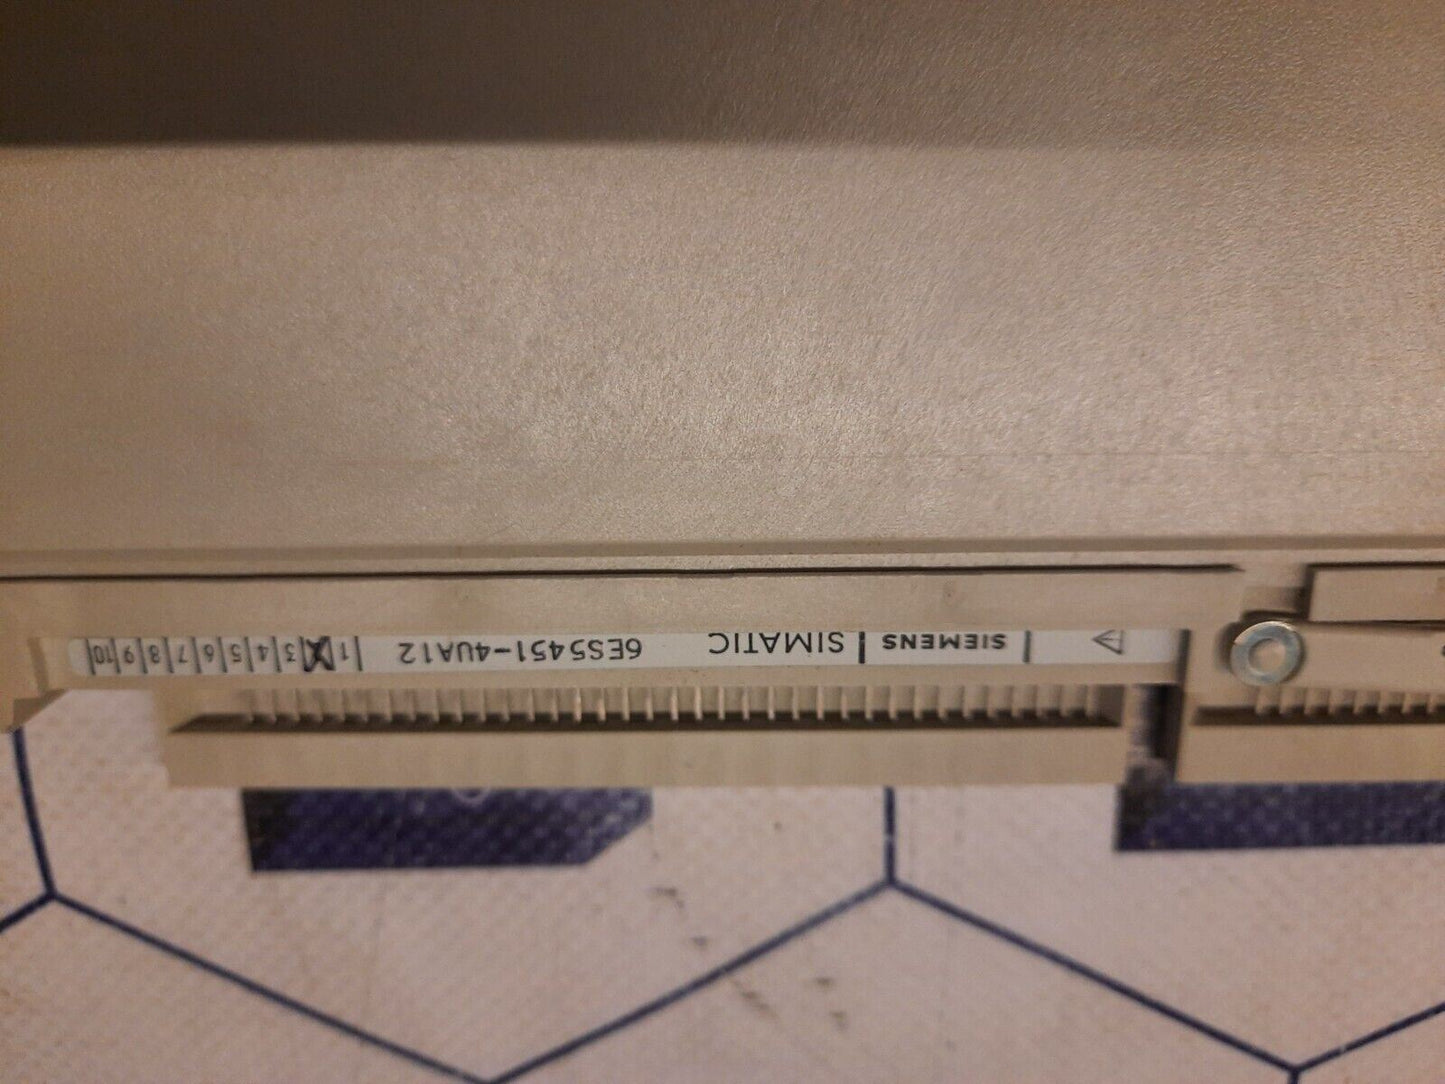 SIEMENS | SIMATIC 6ES5451-4UA12 | 1 X 3 4 5 6 7 8 9 10